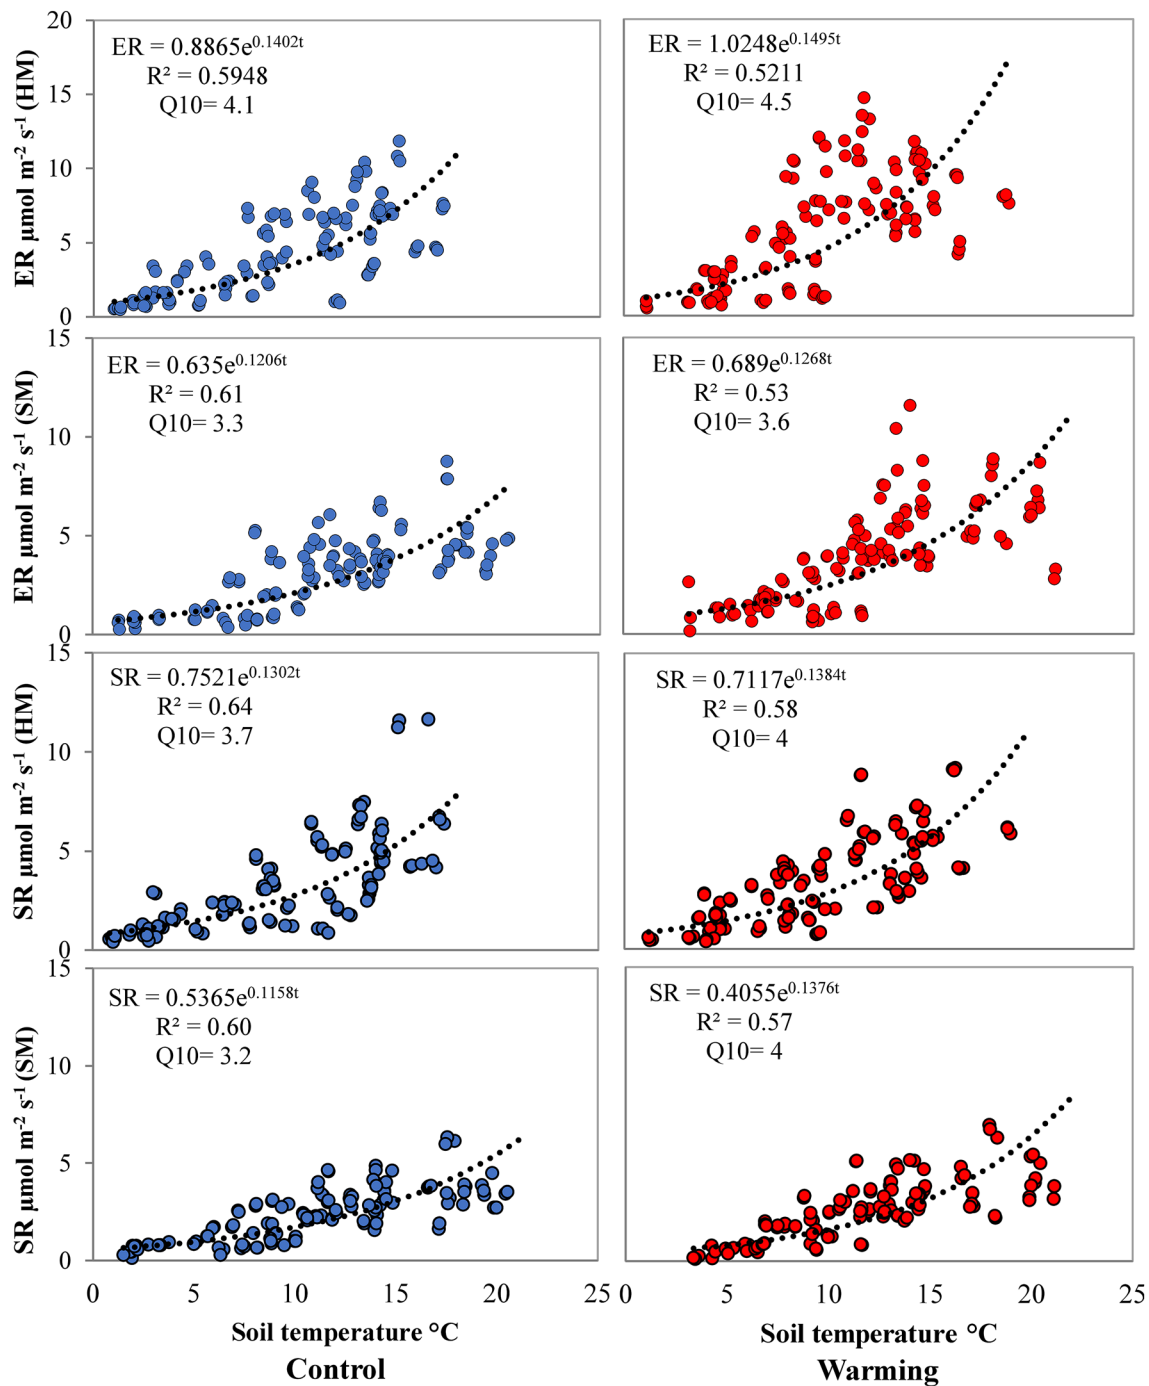 ER µmol m⁻² s⁻¹ (HM)
20
15
10
5
0
ER = 0.8865e^0.1402t
R² = 0.5948
Q10= 4.1
ER = 1.0248e^0.1495t
R² = 0.5211
Q10= 4.5
ER µmol m⁻² s⁻¹ (SM)
15
10
5
0
ER = 0.635e^0.1206t
R² = 0.61
Q10= 3.3
ER = 0.689e^0.1268t
R² = 0.53
Q10= 3.6
SR µmol m⁻² s⁻¹ (HM)
15
10
5
0
SR = 0.7521e^0.1302t
R² = 0.64
Q10= 3.7
SR = 0.7117e^0.1384t
R² = 0.58
Q10= 4
SR µmol m⁻² s⁻¹ (SM)
15
10
5
0
SR = 0.5365e^0.1158t
R² = 0.60
Q10= 3.2
SR = 0.4055e^0.1376t
R² = 0.57
Q10= 4
0 5 10 15 20 0 5 10 15 20 25
Soil temperature °C Soil temperature °C
Control Warming